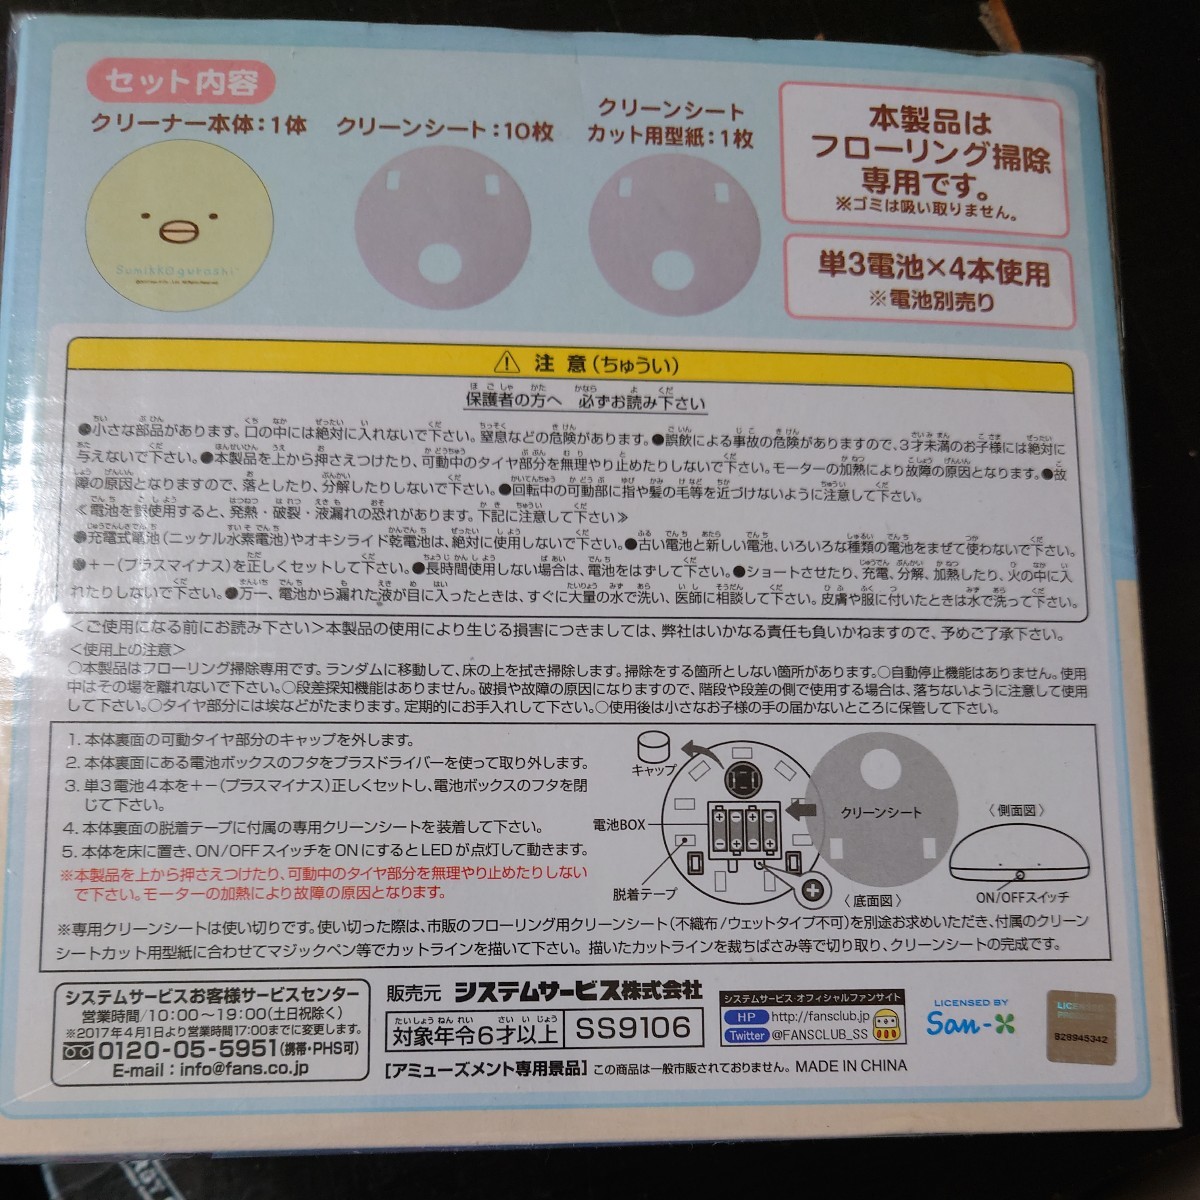 セット内容
クリーナー本体：1体
クリーンシート：10枚
クリーンシート
カット用型紙：1枚
Sumikkogurashi
本製品は
フローリング掃除
専用です。
※ゴミは吸い取りません。
単3電池×4本使用
※電池別売り
⚠ 注意（ちゅうい）
保護者の方へ 必ずお読み下さい
●小さな部品があります。口の中には絶対に入れないで下さい。窒息などの危険があります。●誤飲による事故の危険がありますので、3才未満のお子様には絶対に
与えないで下さい。●本製品を上から押さえつけたり、可動中のタイヤ部分を無理やり止めたりしないで下さい。モーターの加熱により故障の原因となります。●故
障の原因となりますので、落としたり、分解したりしないで下さい。●回転中の可動部に指や髪の毛等を近づけないように注意して下さい。
≪電池を誤使用すると、発熱・破裂・液漏れの恐れがあります。下記に注意して下さい≫
●充電式電池（ニッケル水素電池）やオキシライド乾電池は、絶対に使用しないで下さい。●古い電池と新しい電池、いろいろな種類の電池をまぜて使わないで下さい。
●＋－（プラスマイナス）を正しくセットして下さい。●長時間使用しない場合は、電池をはずして下さい。●ショートさせたり、充電、分解、加熱したり、火の中に入
れたりしないで下さい。●万一、電池から漏れた液が目に入ったときは、すぐに大量の水で洗い、医師に相談して下さい。皮膚や服に付いたときは水で洗って下さい。
＜ご使用になる前にお読み下さい＞本製品の使用により生じる損害につきましては、弊社はいかなる責任も負いかねますので、予めご了承下さい。
＜使用上の注意＞
○本製品はフローリング掃除専用です。ランダムに移動して、床の上を拭き掃除します。掃除をする箇所としない箇所があります。○自動停止機能はありません。使用
中はその場を離れないで下さい。○段差探知機能はありません。破損や故障の原因になりますので、階段や段差の側で使用する場合は、落ちないように注意して使用
して下さい。○タイヤ部分には埃などがたまります。定期的にお手入れして下さい。○使用後は小さなお子様の手の届かないところに保管して下さい。
1. 本体裏面の可動タイヤ部分のキャップを外します。
2. 本体裏面にある電池ボックスのフタをプラスドライバーを使って取り外します。
3. 単3電池4本を＋－（プラスマイナス）正しくセットし、電池ボックスのフタを閉
じて下さい。
4. 本体裏面の脱着テープに付属の専用クリーンシートを装着して下さい。
5. 本体を床に置き、ON/OFFスイッチをONにするとLEDが点灯して動きます。
※本製品を上から押さえつけたり、可動中のタイヤ部分を無理やり止めたりしない
で下さい。モーターの加熱により故障の原因となります。
キャップ
電池BOX
脱着テープ
クリーンシート
〈底面図〉
〈側面図〉
ON/OFFスイッチ
※専用クリーンシートは使い切りです。使い切った際は、市販のフローリング用クリーンシート（不織布/ウェットタイプ不可）を別途お求めいただき、付属のクリーン
シートカット用型紙に合わせてマジックペン等でカットラインを描いて下さい。描いたカットラインを裁ちばさみ等で切り取り、クリーンシートの完成です。
システムサービスお客様サービスセンター
営業時間/10:00〜19:00（土日祝除く）
※2017年4月1日より営業時間17:00までに変更します。
0120-05-5951（携帯・PHS可）
E-mail：info@fans.co.jp
販売元 システムサービス株式会社
対象年令6才以上
SS9106
［アミューズメント専用景品］この商品は一般市販されておりません。MADE IN CHINA
システムサービス オフィシャルファンサイト
HP http://fansclub.jp
Twitter @FANSCLUB_SS
LICENSED BY
San-X
LICENSED
PRODUCT
828945342